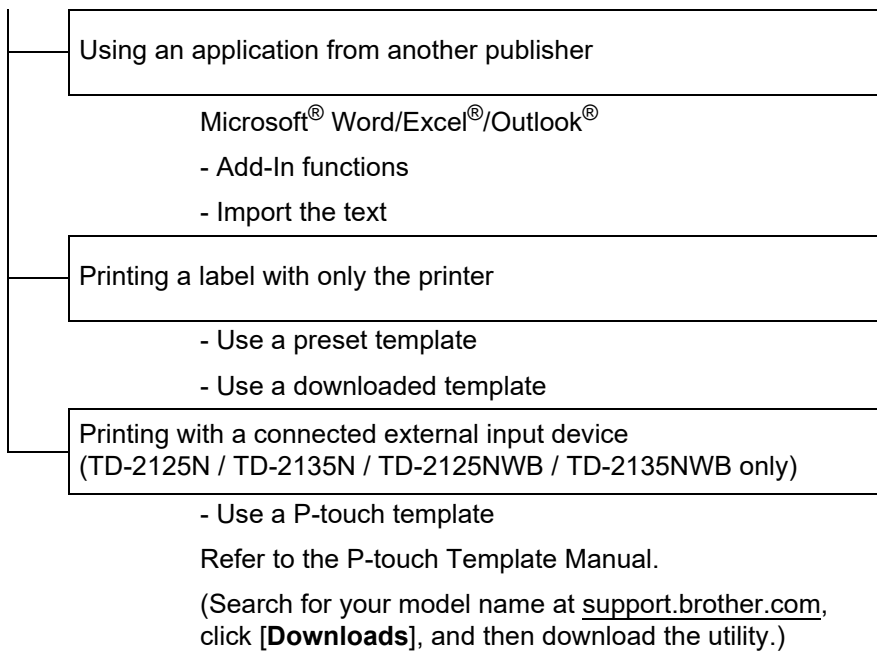 Using an application from another publisher
Microsoft® Word/Excel®/Outlook®
- Add-In functions
- Import the text
Printing a label with only the printer
- Use a preset template
- Use a downloaded template
Printing with a connected external input device
(TD-2125N / TD-2135N / TD-2125NWB / TD-2135NWB only)
- Use a P-touch template
Refer to the P-touch Template Manual.
(Search for your model name at support.brother.com,
click [Downloads], and then download the utility.)